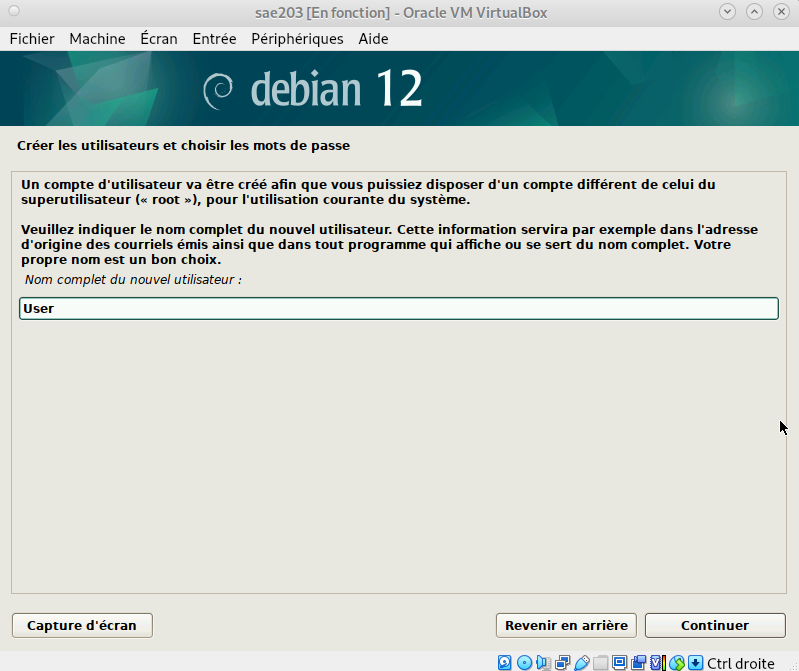 sae203 [En fonction] - Oracle VM VirtualBox
Fichier Machine Écran Entrée Périphériques Aide
debian 12
Créer les utilisateurs et choisir les mots de passe
Un compte d'utilisateur va être créé afin que vous puissiez disposer d'un compte différent de celui du
superutilisateur (« root »), pour l'utilisation courante du système.
Veuillez indiquer le nom complet du nouvel utilisateur. Cette information servira par exemple dans l'adresse
d'origine des courriels émis ainsi que dans tout programme qui affiche ou se sert du nom complet. Votre
propre nom est un bon choix.
Nom complet du nouvel utilisateur :
User
Capture d'écran Revenir en arrière Continuer
Ctrl droite